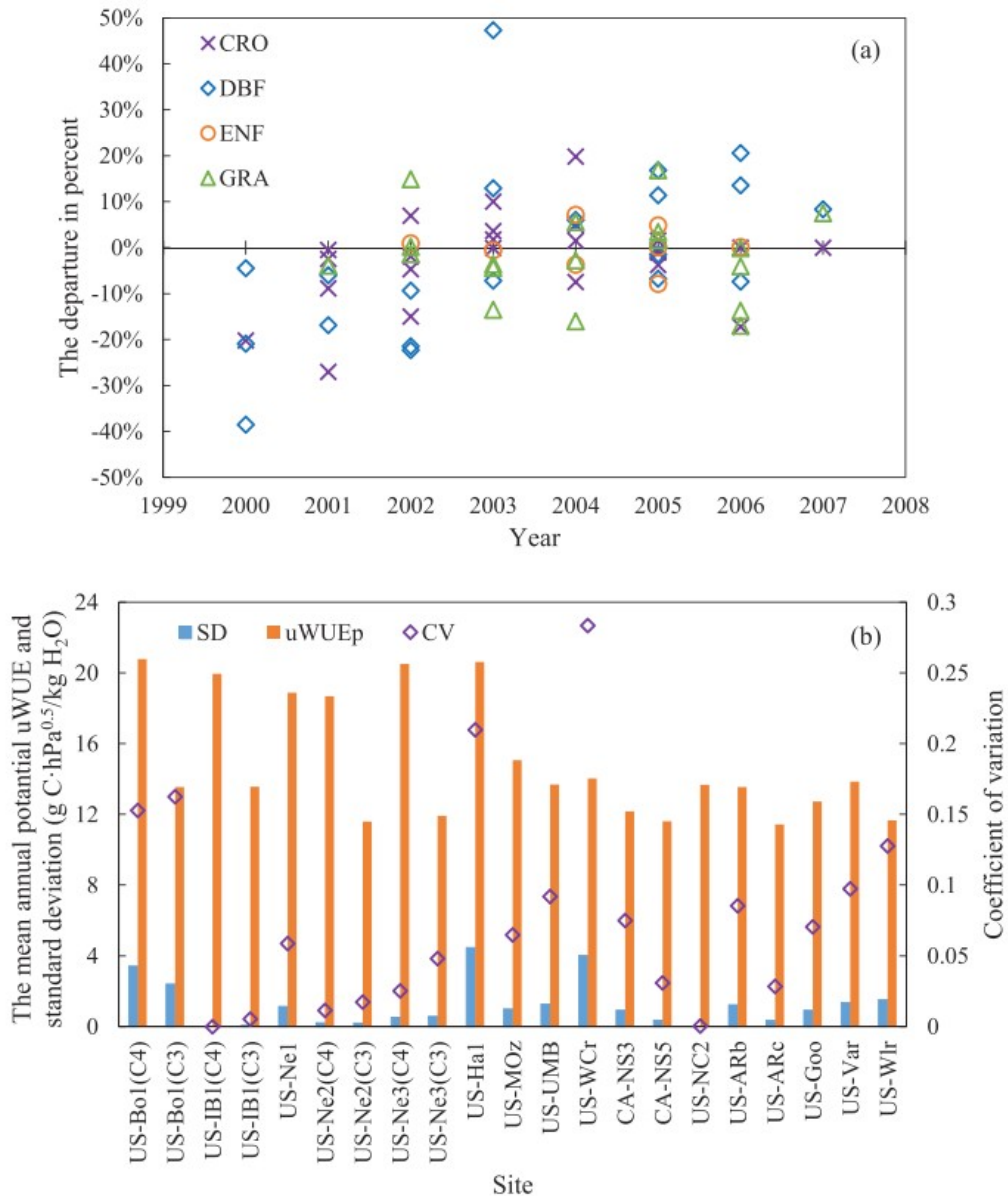 50%
40%
30%
20%
10%
0%
-10%
-20%
-30%
-40%
-50%
The departure in percent
CRO
DBF
ENF
GRA
(a)
1999 2000 2001 2002 2003 2004 2005 2006 2007 2008
Year
24
20
16
12
8
4
0
The mean annual potential uWUE and
standard deviation (g C·hPa^0.5/kg H₂O)
SD uWUEp CV
(b)
0.3
0.25
0.2
0.15
0.1
0.05
0
Coefficient of variation
US-Bo1(C4)
US-Bo1(C3)
US-IB1(C4)
US-IB1(C3)
US-Ne1
US-Ne2(C4)
US-Ne2(C3)
US-Ne3(C4)
US-Ne3(C3)
US-Ha1
US-MOz
US-UMB
US-WCr
CA-NS3
CA-NS5
US-NC2
US-ARb
US-ARc
US-Goo
US-Var
US-Wlr
Site